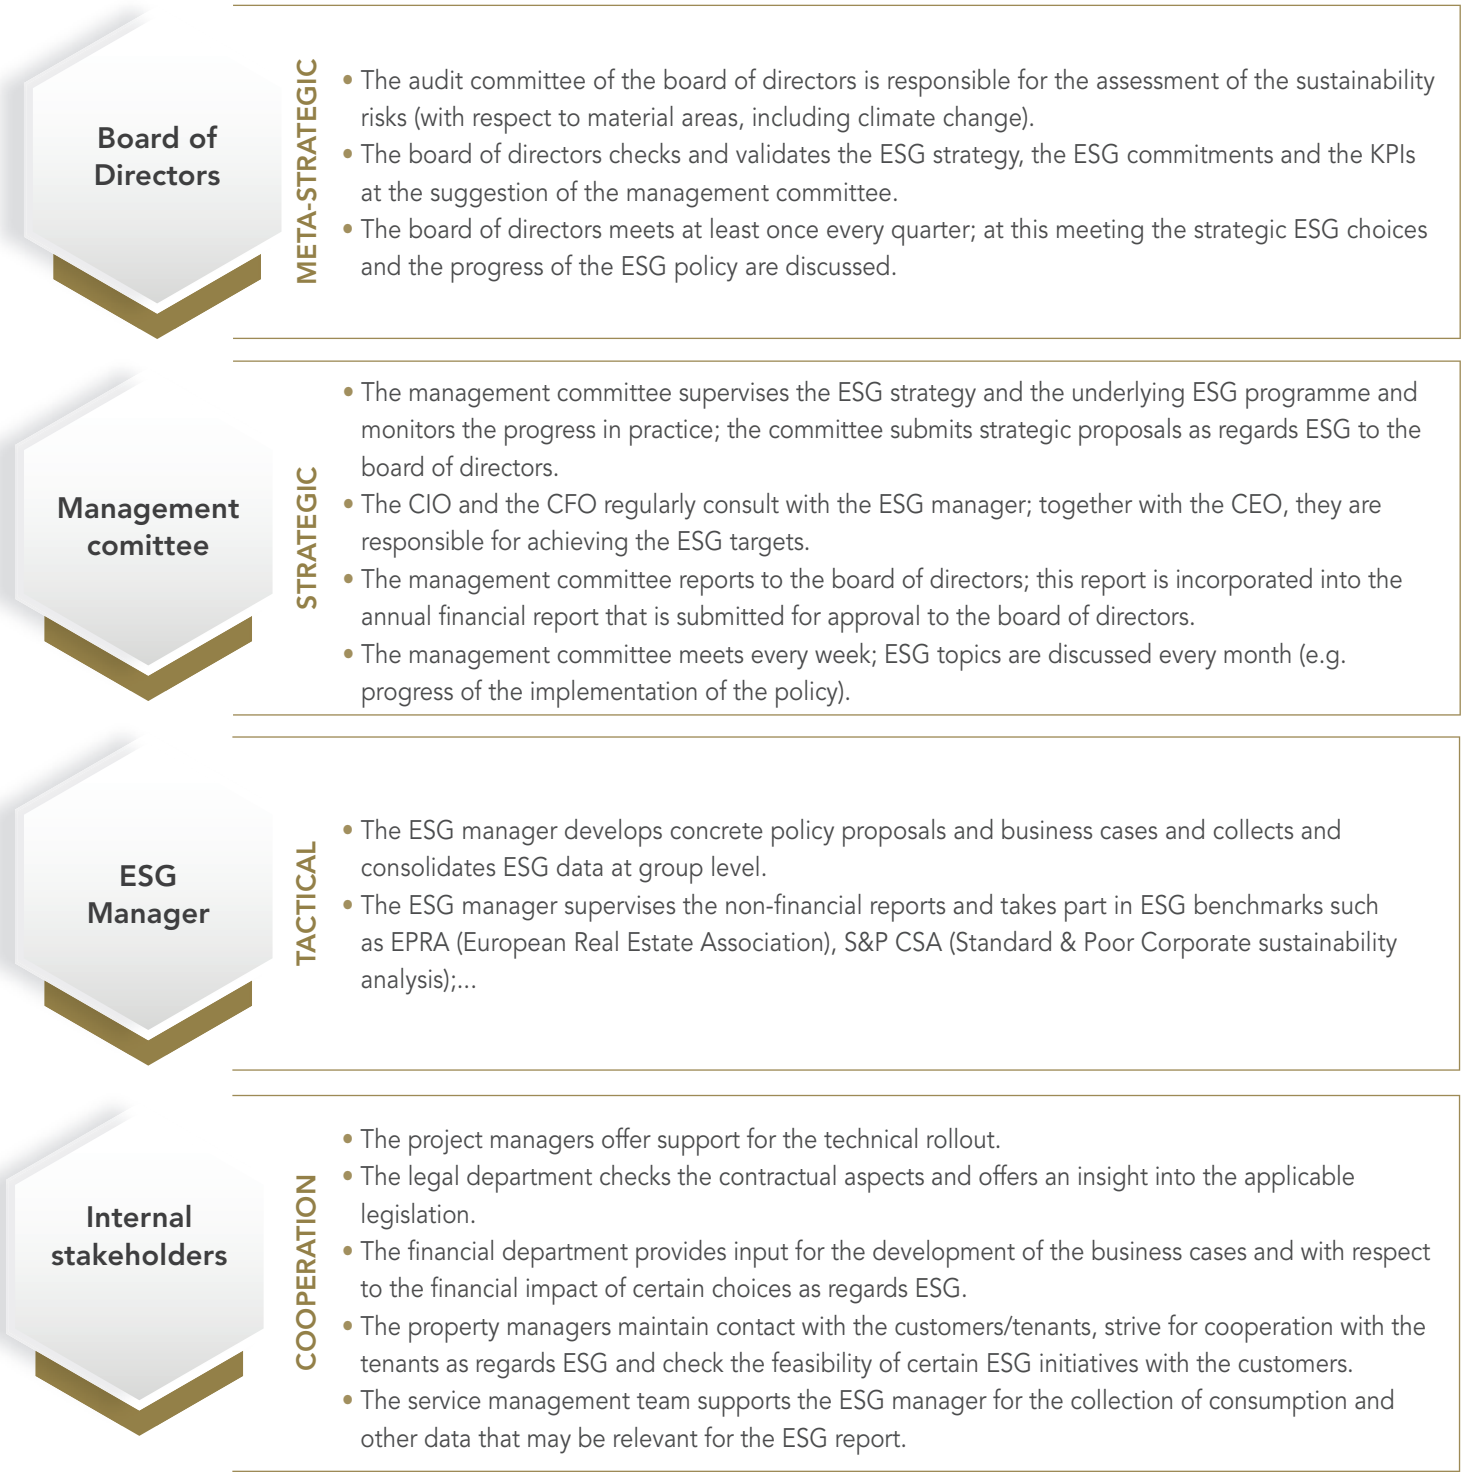 Board of
Directors
META-STRATEGIC
• The audit committee of the board of directors is responsible for the assessment of the sustainability
risks (with respect to material areas, including climate change).
• The board of directors checks and validates the ESG strategy, the ESG commitments and the KPIs
at the suggestion of the management committee.
• The board of directors meets at least once every quarter; at this meeting the strategic ESG choices
and the progress of the ESG policy are discussed.
Management
comittee
STRATEGIC
• The management committee supervises the ESG strategy and the underlying ESG programme and
monitors the progress in practice; the committee submits strategic proposals as regards ESG to the
board of directors.
• The CIO and the CFO regularly consult with the ESG manager; together with the CEO, they are
responsible for achieving the ESG targets.
• The management committee reports to the board of directors; this report is incorporated into the
annual financial report that is submitted for approval to the board of directors.
• The management committee meets every week; ESG topics are discussed every month (e.g.
progress of the implementation of the policy).
ESG
Manager
TACTICAL
• The ESG manager develops concrete policy proposals and business cases and collects and
consolidates ESG data at group level.
• The ESG manager supervises the non-financial reports and takes part in ESG benchmarks such
as EPRA (European Real Estate Association), S&P CSA (Standard & Poor Corporate sustainability
analysis);...
Internal
stakeholders
COOPERATION
• The project managers offer support for the technical rollout.
• The legal department checks the contractual aspects and offers an insight into the applicable
legislation.
• The financial department provides input for the development of the business cases and with respect
to the financial impact of certain choices as regards ESG.
• The property managers maintain contact with the customers/tenants, strive for cooperation with the
tenants as regards ESG and check the feasibility of certain ESG initiatives with the customers.
• The service management team supports the ESG manager for the collection of consumption and
other data that may be relevant for the ESG report.